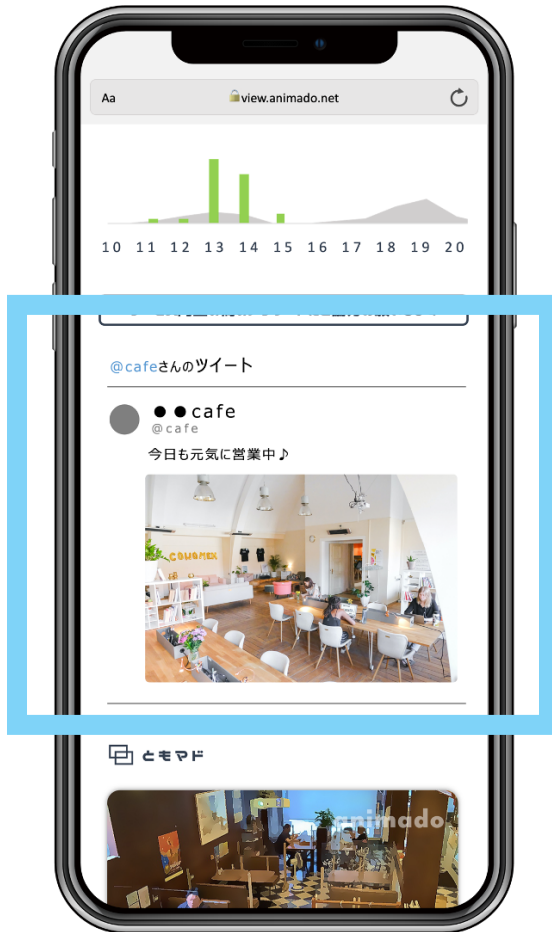 Aa
view.animado.net
10 11 12 13 14 15 16 17 18 19 20
@cafeさんのツイート
●●cafe
@cafe
今日も元気に営業中♪
COWOMEN
ともマド
animado